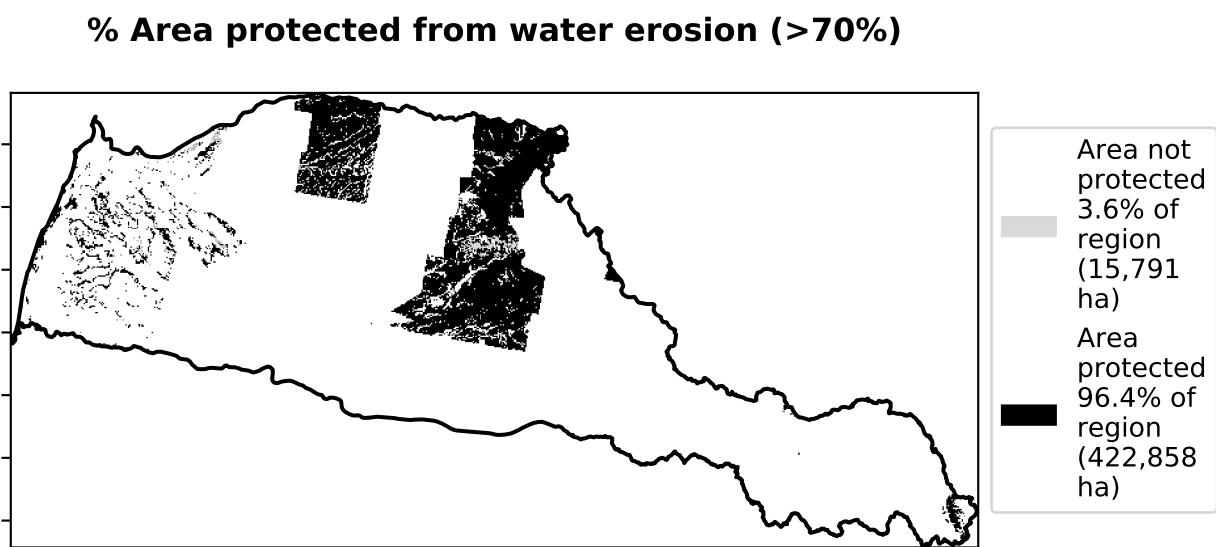 % Area protected from water erosion (>70%)
Area not
protected
3.6% of
region
(15,791
ha)
Area
protected
96.4% of
region
(422,858
ha)